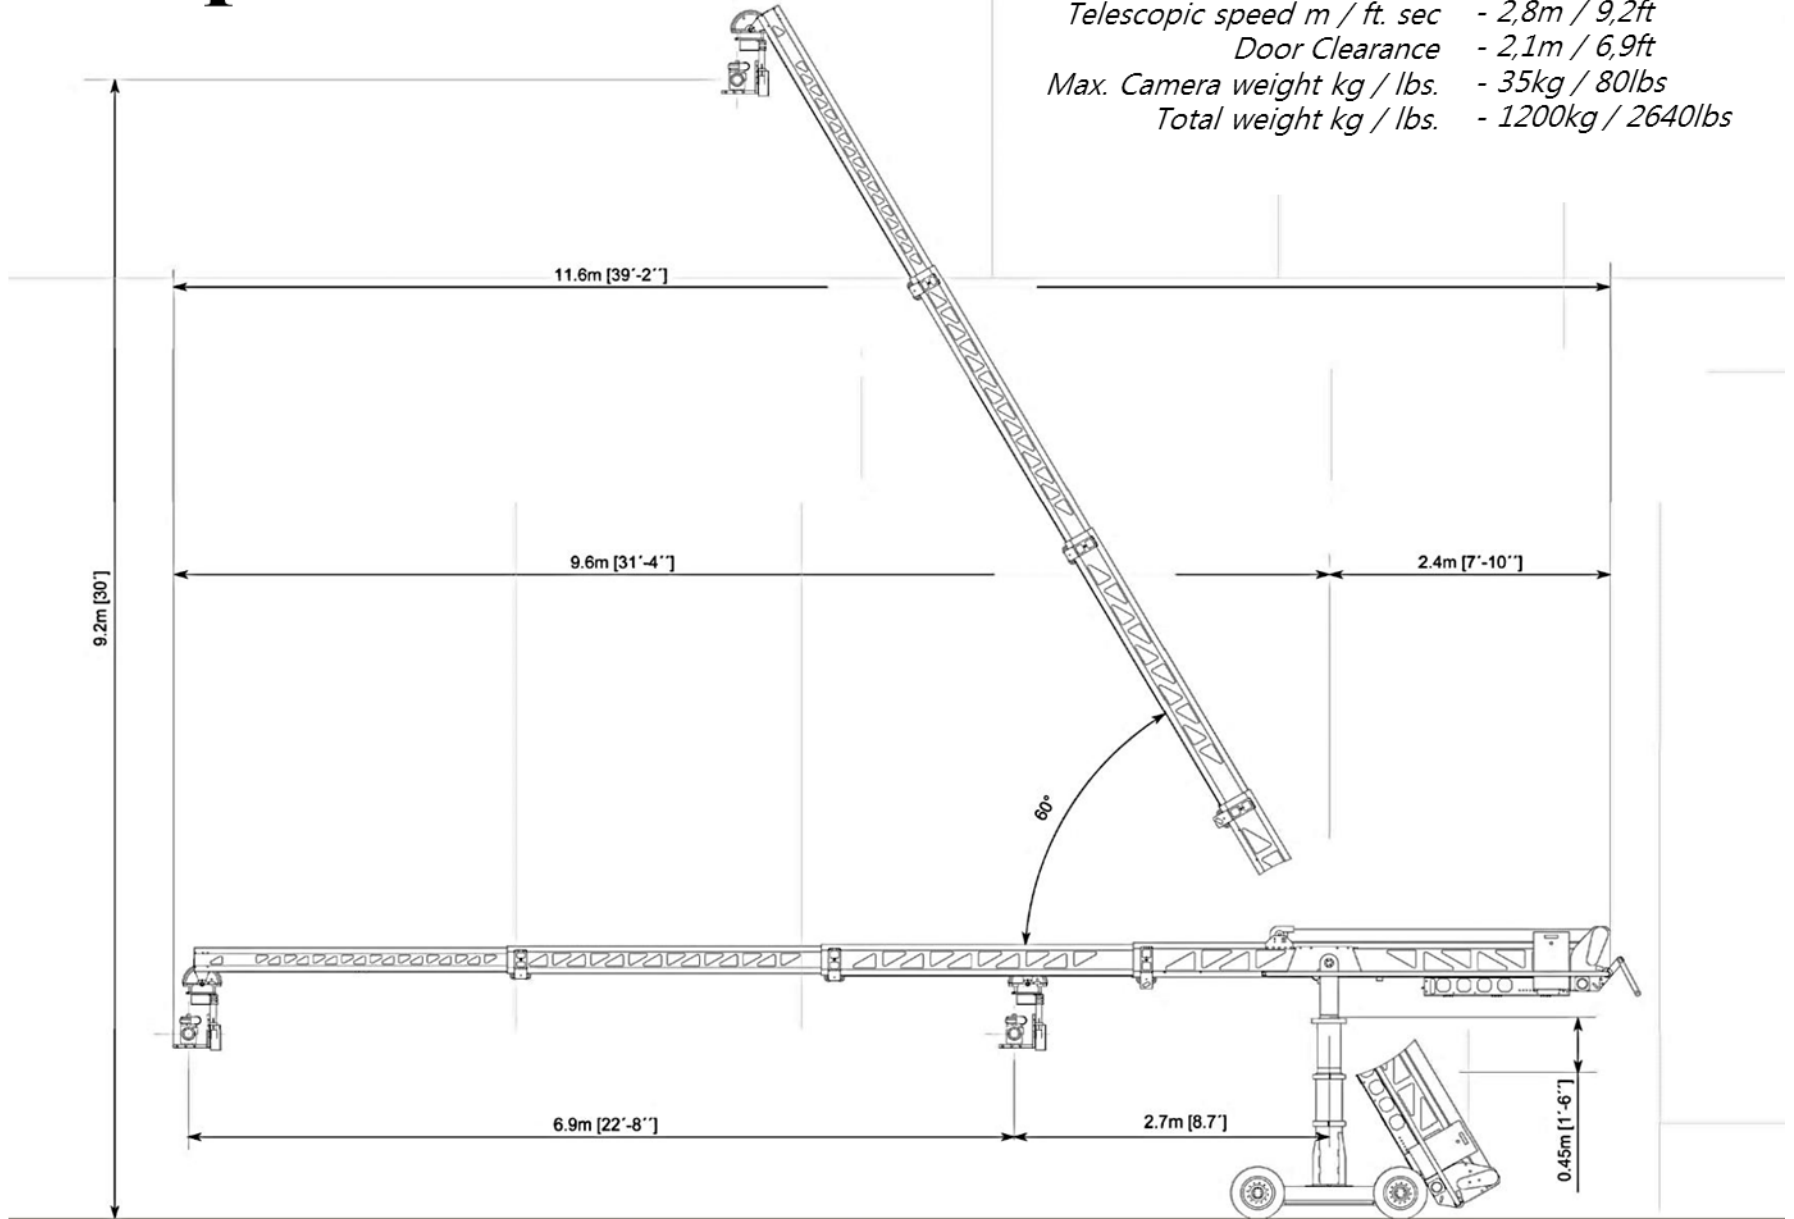 Telescopic speed m / ft. sec - 2,8m / 9,2ft
Door Clearance - 2,1m / 6,9ft
Max. Camera weight kg / lbs. - 35kg / 80lbs
Total weight kg / lbs. - 1200kg / 2640lbs
11.6m [39´-2´´]
9.6m [31´-4´´]
2.4m [7´-10´´]
9.2m [30´]
60°
6.9m [22´-8´´]
2.7m [8.7´]
0.45m [1´-6´´]